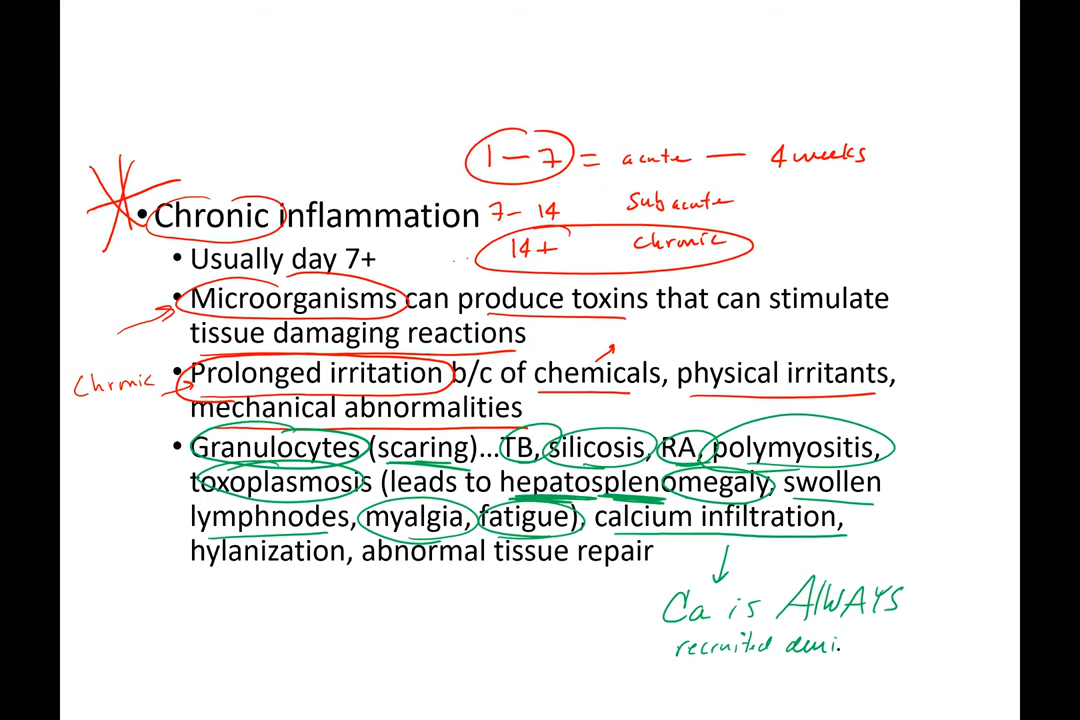 1 – 7 = acute — 4 weeks
7 – 14 Subacute
• Chronic inflammation
14+ chronic
• Usually day 7+
• Microorganisms can produce toxins that can stimulate
tissue damaging reactions
Chronic
• Prolonged irritation b/c of chemicals, physical irritants,
mechanical abnormalities
• Granulocytes (scaring)...TB, silicosis, RA, polymyositis,
toxoplasmosis (leads to hepatosplenomegaly, swollen
lymphnodes, myalgia, fatigue), calcium infiltration,
hylanization, abnormal tissue repair
Ca is ALWAYS
recruited